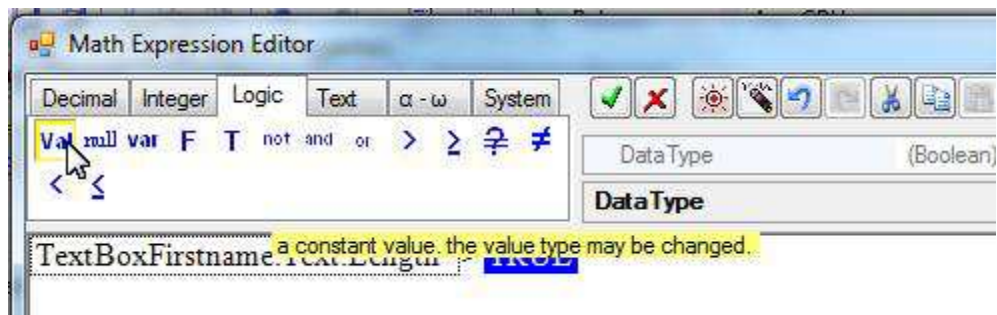 Math Expression Editor
Decimal Integer Logic Text α - ω System
Val null var F T not and or > ≥ = ≠
< ≤
DataType (Boolean)
DataType
a constant value. the value type may be changed.
TextBoxFirstname.Text.Length > TRUE